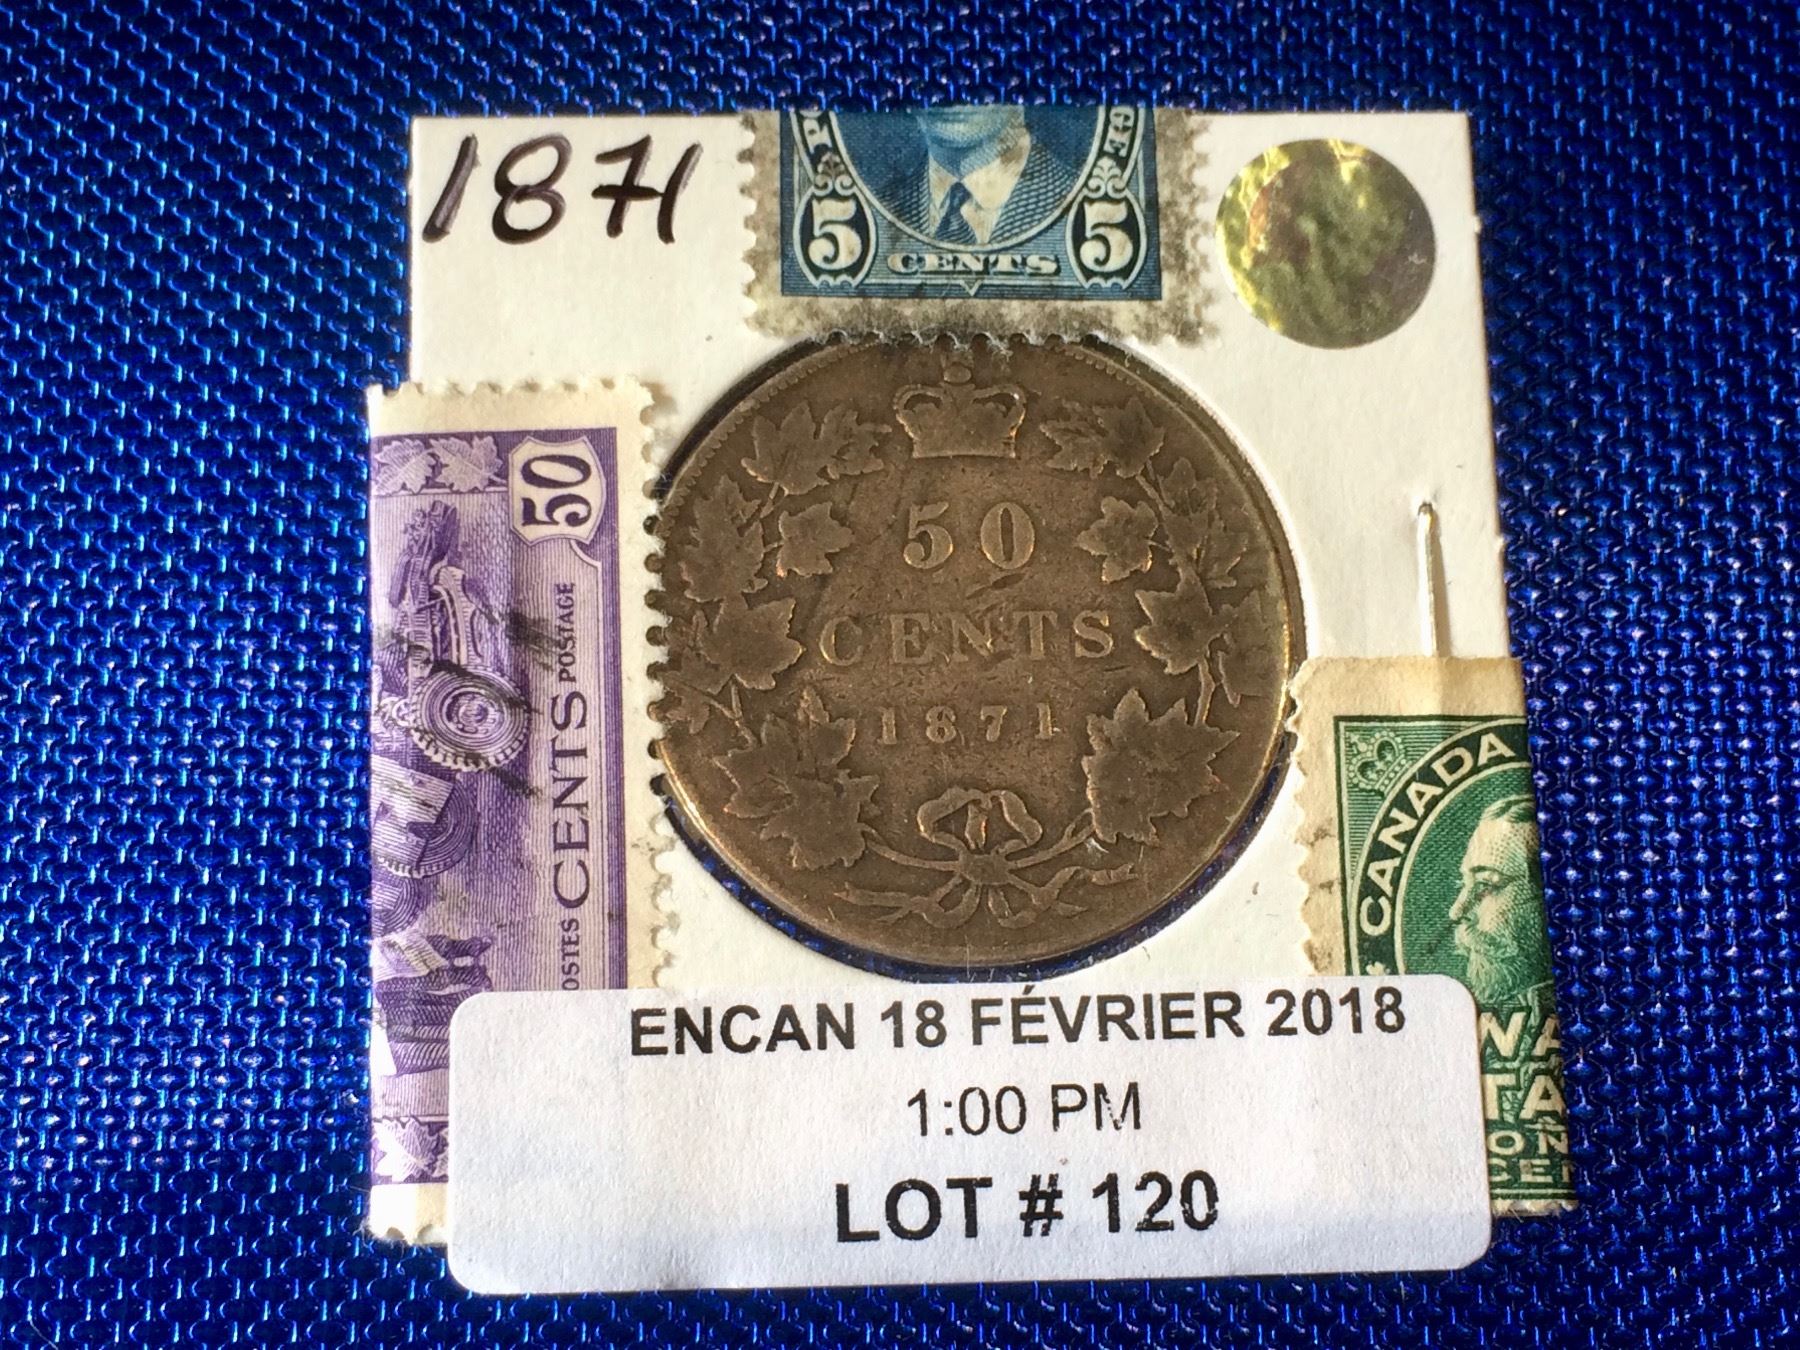 1871
5 CENTS 5
50
CENTS POSTAGE
50
CENTS
1871
CANADA
ENCAN 18 FÉVRIER 2018
1:00 PM
LOT # 120